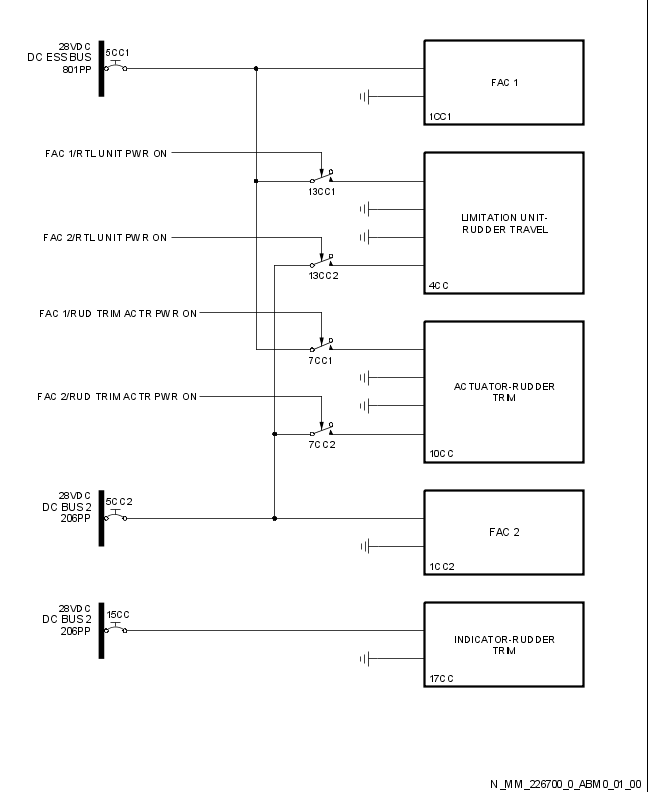 28VDC
DC ESS BUS
801PP
5CC1
FAC 1
1CC1
FAC 1/RTL UNIT PWR ON
13CC1
LIMITATION UNIT-
RUDDER TRAVEL
4CC
FAC 2/RTL UNIT PWR ON
13CC2
FAC 1/RUD TRIM ACTR PWR ON
7CC1
ACTUATOR-RUDDER
TRIM
10CC
FAC 2/RUD TRIM ACTR PWR ON
7CC2
28VDC
DC BUS 2
206PP
5CC2
FAC 2
1CC2
28VDC
DC BUS 2
206PP
15CC
INDICATOR-RUDDER
TRIM
17CC
N_MM_226700_0_ABM0_01_00